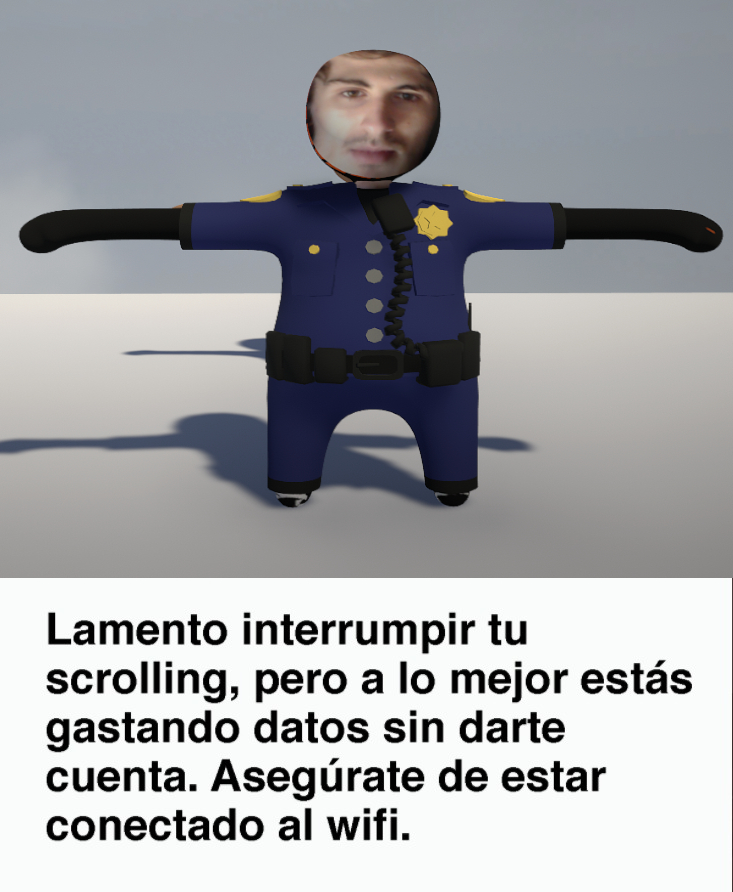 Lamento interrumpir tu
scrolling, pero a lo mejor estás
gastando datos sin darte
cuenta. Asegúrate de estar
conectado al wifi.